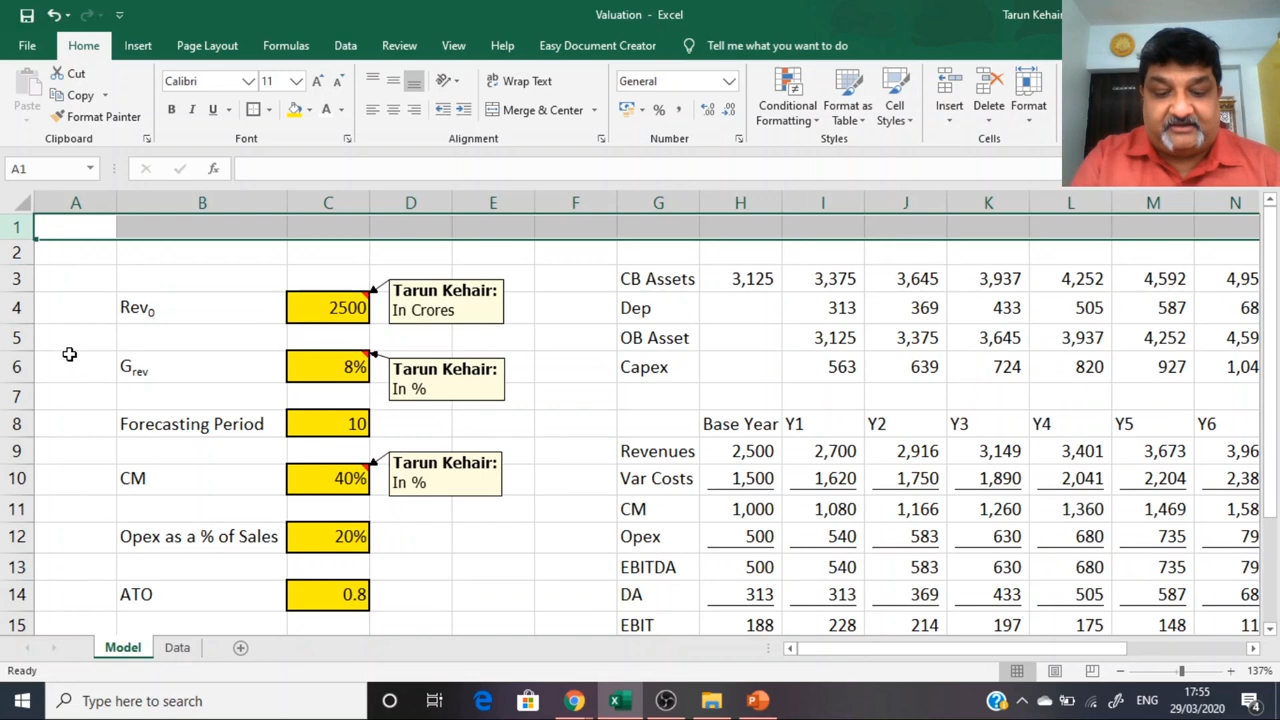 Valuation - Excel
Tarun Kehair
File Home Insert Page Layout Formulas Data Review View Help Easy Document Creator Tell me what you want to do
Paste
Cut
Copy
Format Painter
Clipboard
Calibri 11
B I U
Font
Wrap Text
Merge & Center
Alignment
General
Number
Conditional Formatting
Format as Table
Cell Styles
Styles
Insert Delete Format
Cells
A1 fx
A B C D E F G H I J K L M N
1
2
3 CB Assets 3,125 3,375 3,645 3,937 4,252 4,592 4,95
Tarun Kehair:
In Crores
4 Rev0 2500 Dep 313 369 433 505 587 68
5 OB Asset 3,125 3,375 3,645 3,937 4,252 4,59
Tarun Kehair:
In %
6 Grev 8% Capex 563 639 724 820 927 1,04
7
8 Forecasting Period 10 Base Year Y1 Y2 Y3 Y4 Y5 Y6
9 Revenues 2,500 2,700 2,916 3,149 3,401 3,673 3,96
Tarun Kehair:
In %
10 CM 40% Var Costs 1,500 1,620 1,750 1,890 2,041 2,204 2,38
11 CM 1,000 1,080 1,166 1,260 1,360 1,469 1,58
12 Opex as a % of Sales 20% Opex 500 540 583 630 680 735 79
13 EBITDA 500 540 583 630 680 735 79
14 ATO 0.8 DA 313 313 369 433 505 587 68
15 EBIT 188 228 214 197 175 148 11
Model Data
Ready 137%
Type here to search
ENG
17:55
29/03/2020
4